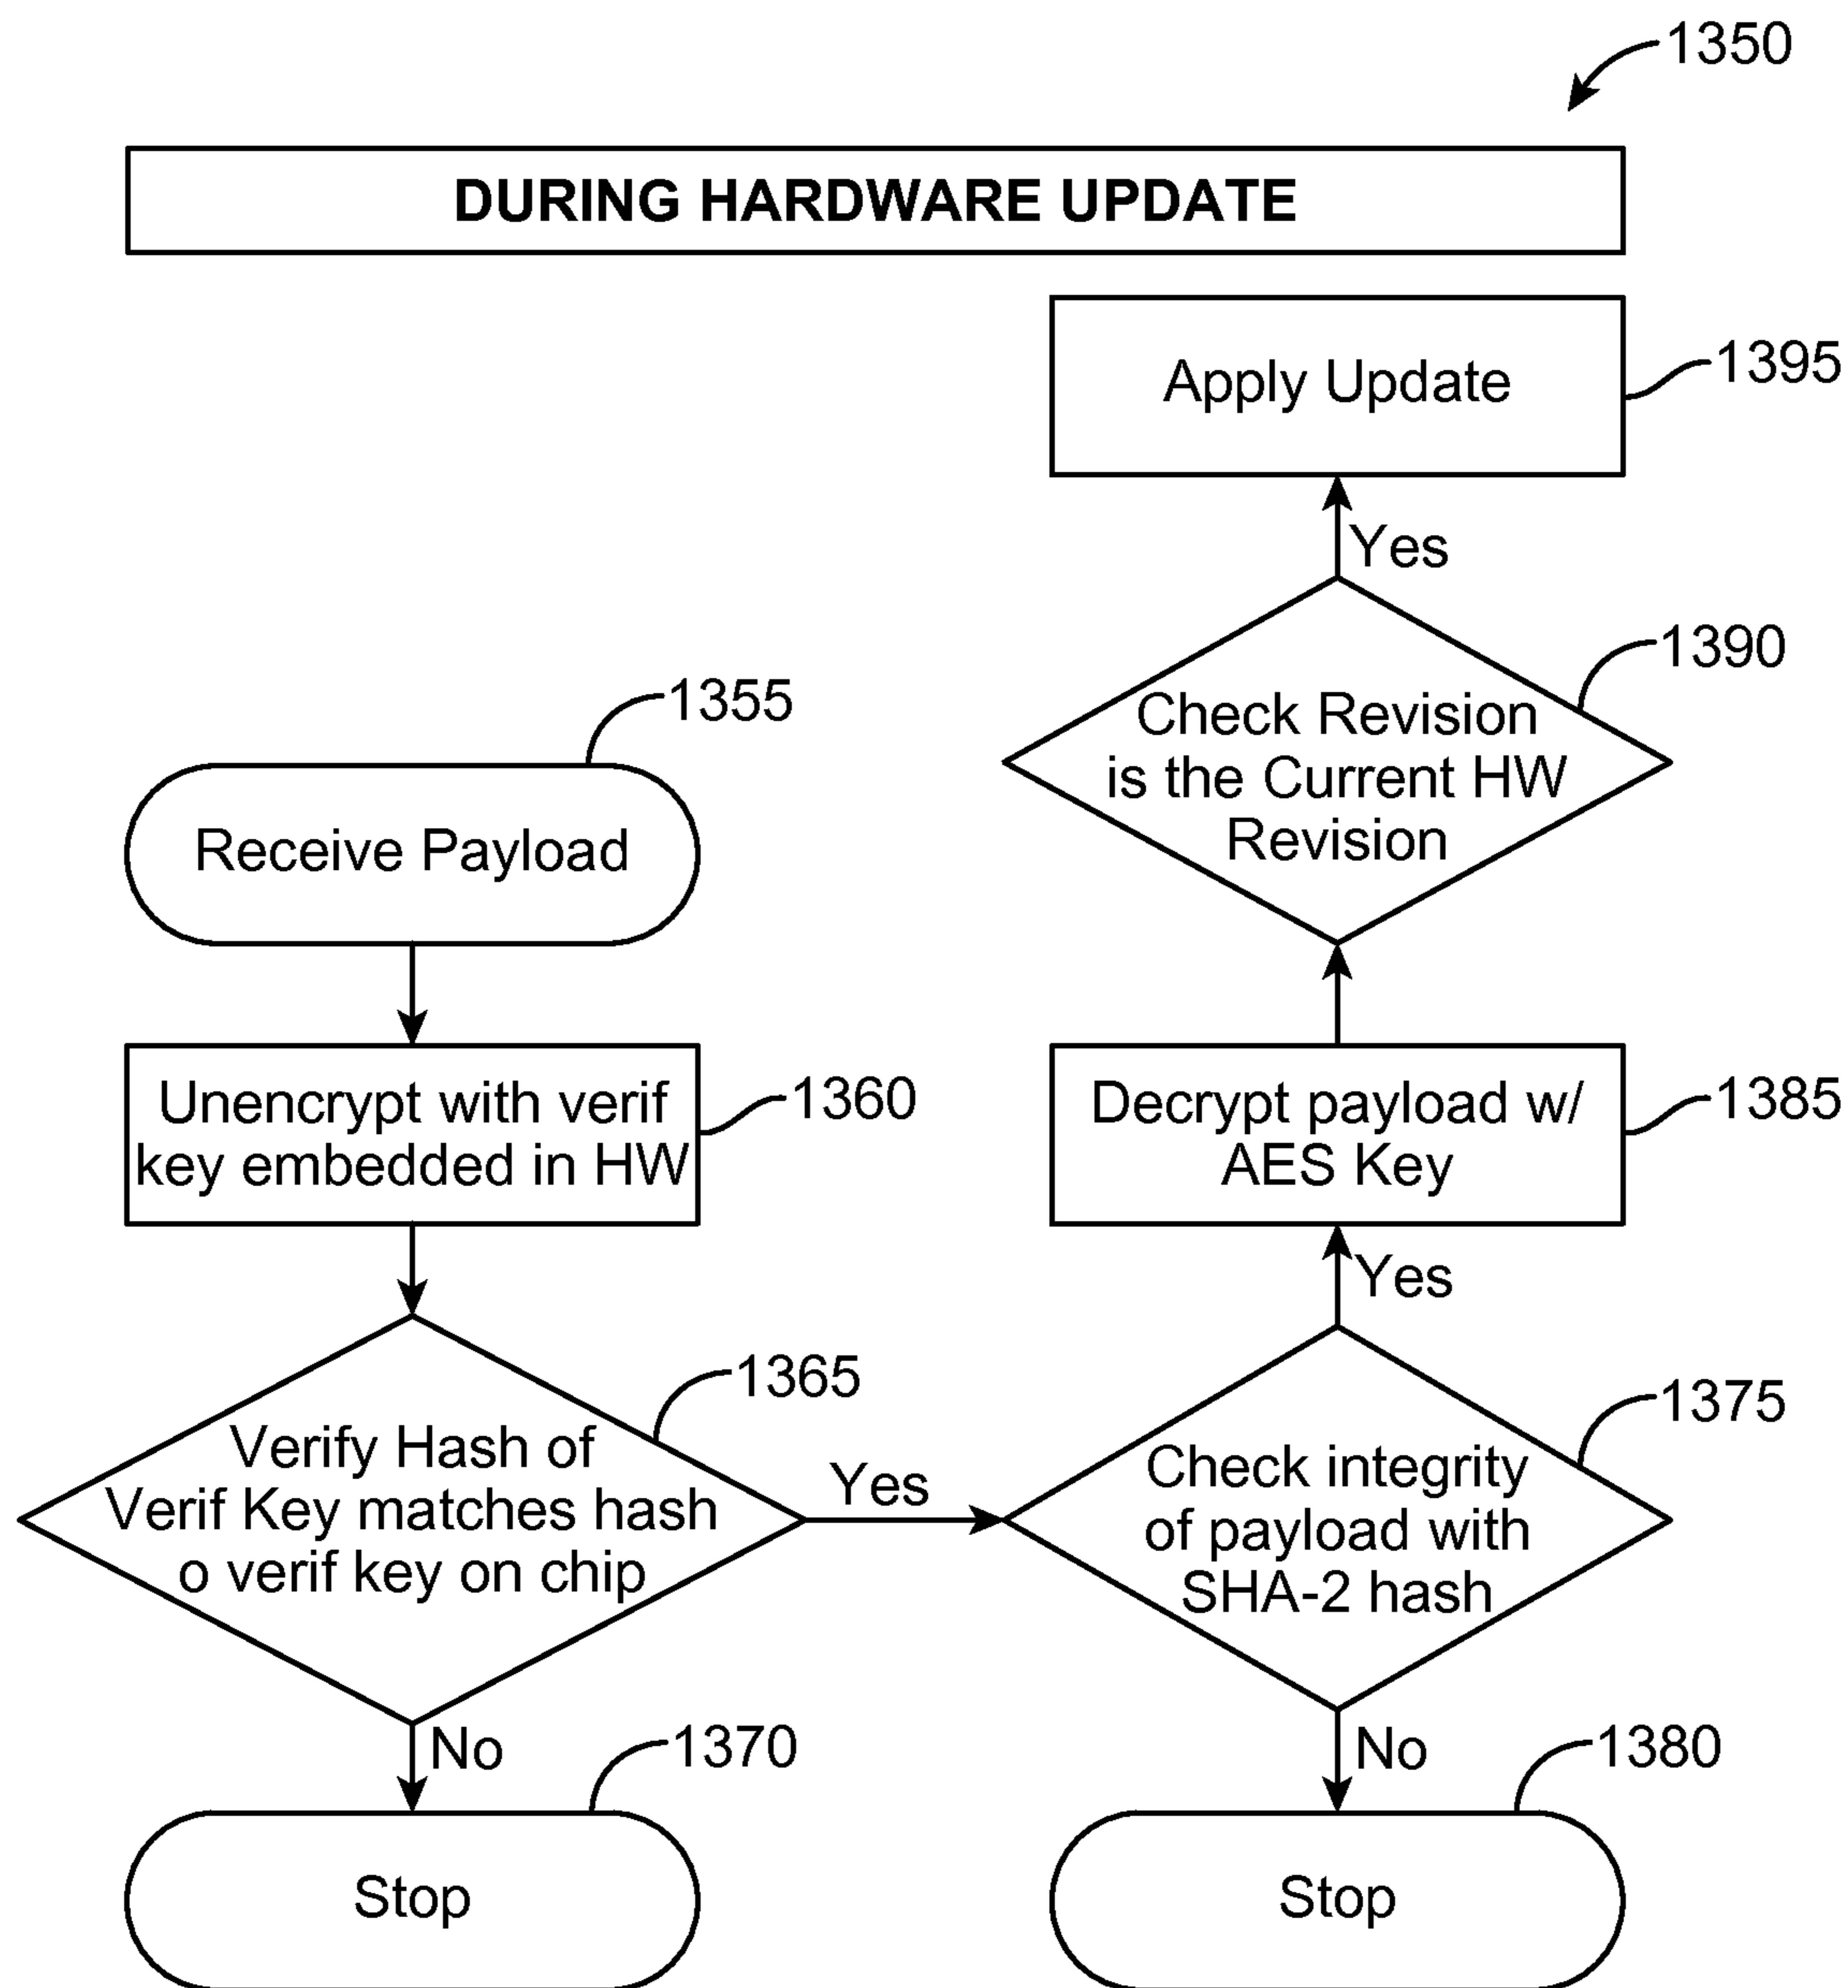 1350
DURING HARDWARE UPDATE
Apply Update
1395
Yes
1390
Check Revision
is the Current HW
Revision
1355
Receive Payload
1360
Unencrypt with verif
key embedded in HW
1385
Decrypt payload w/
AES Key
Yes
1365
Verify Hash of
Verif Key matches hash
o verif key on chip
Yes
1375
Check integrity
of payload with
SHA-2 hash
No
1370
Stop
No
1380
Stop